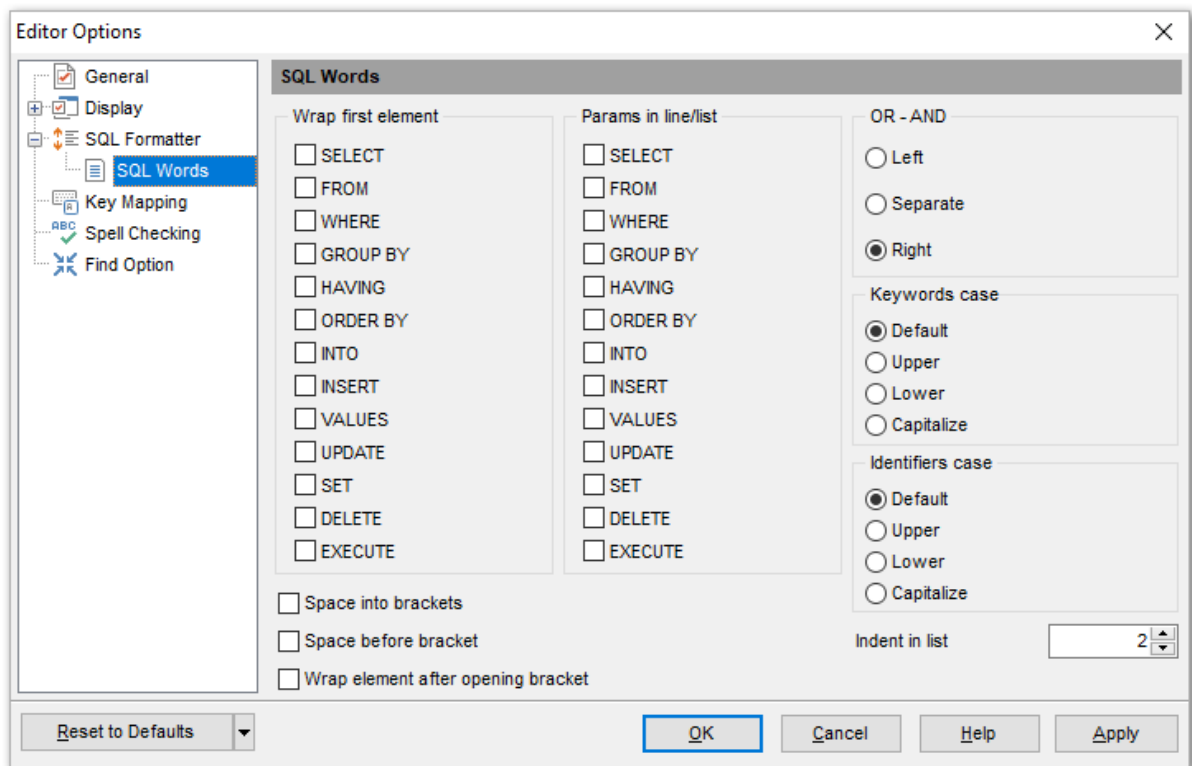 Editor Options
General
Display
SQL Formatter
SQL Words
Key Mapping
ABC
Spell Checking
Find Option
SQL Words
Wrap first element
SELECT
FROM
WHERE
GROUP BY
HAVING
ORDER BY
INTO
INSERT
VALUES
UPDATE
SET
DELETE
EXECUTE
Params in line/list
SELECT
FROM
WHERE
GROUP BY
HAVING
ORDER BY
INTO
INSERT
VALUES
UPDATE
SET
DELETE
EXECUTE
OR - AND
Left
Separate
Right
Keywords case
Default
Upper
Lower
Capitalize
Identifiers case
Default
Upper
Lower
Capitalize
Space into brackets
Space before bracket
Wrap element after opening bracket
Indent in list 2
Reset to Defaults
OK
Cancel
Help
Apply